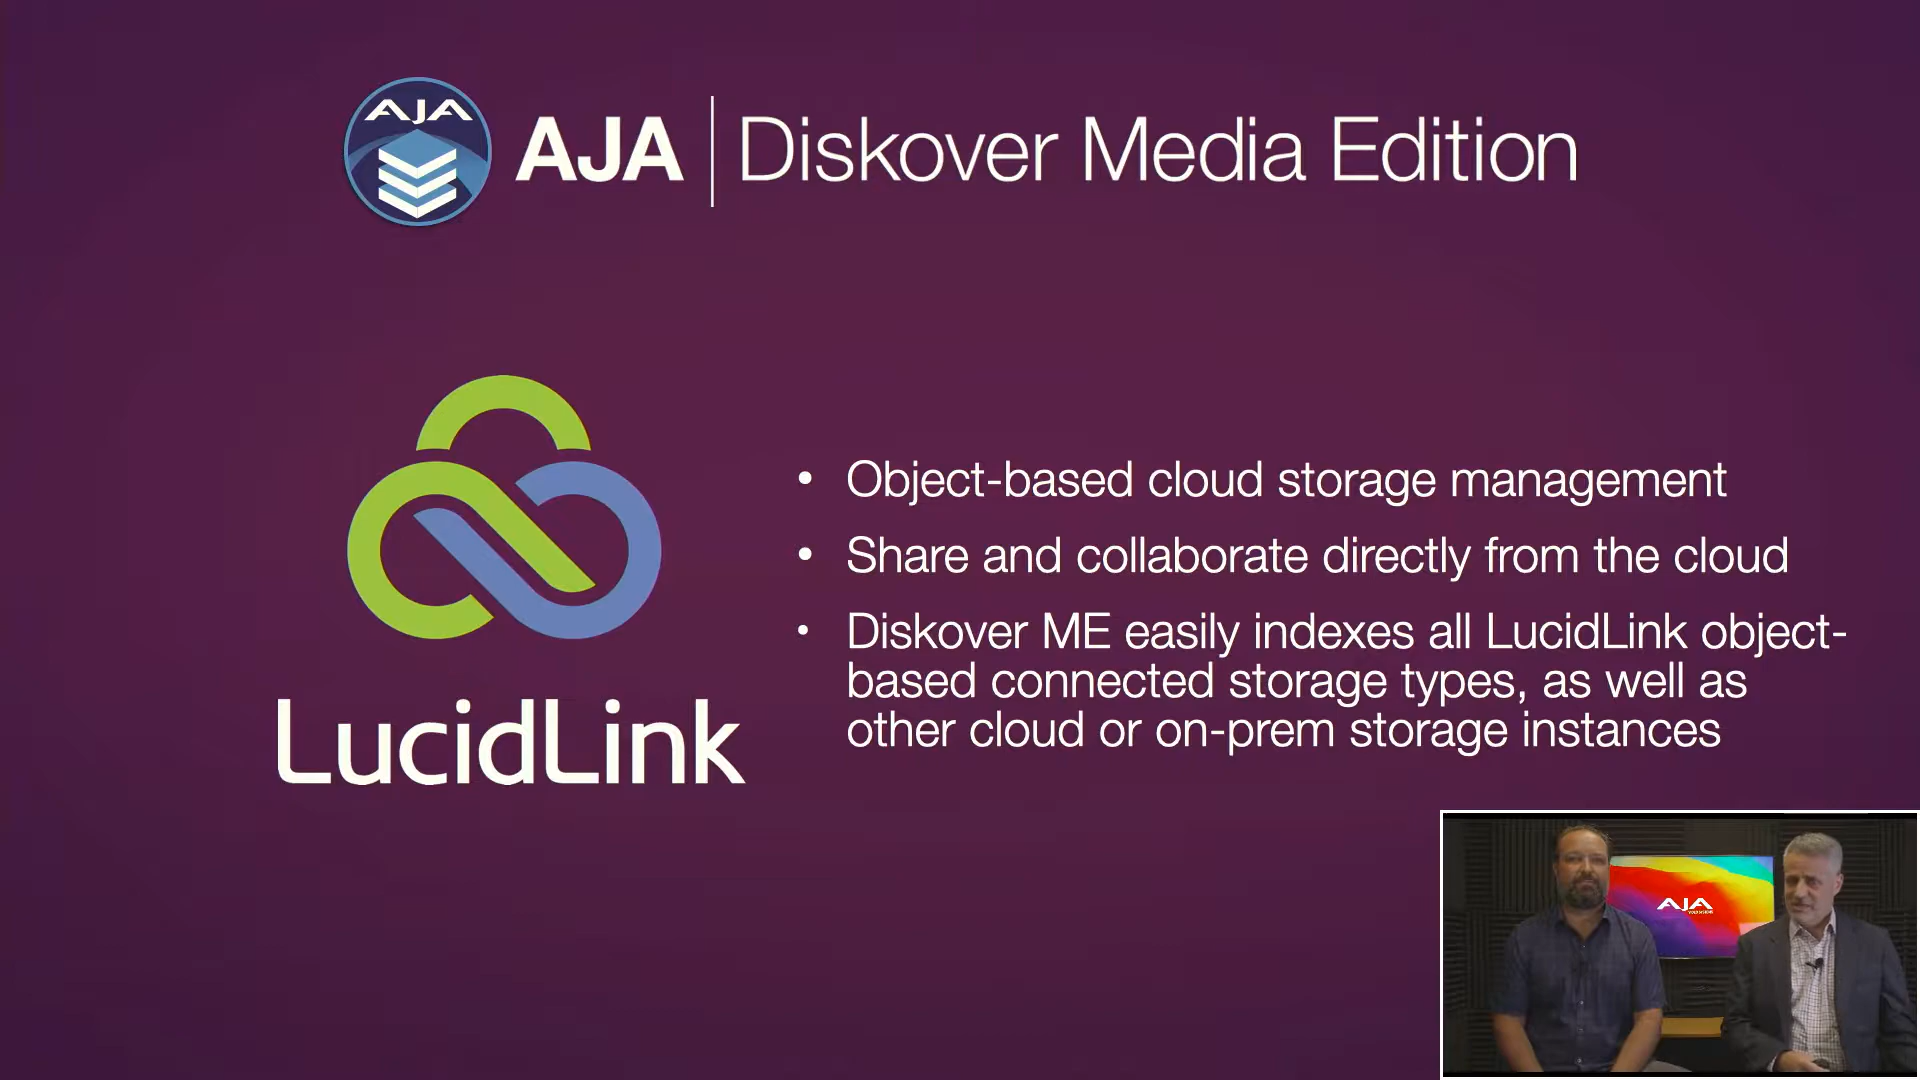 AJA
AJA | Diskover Media Edition
LucidLink
• Object-based cloud storage management
• Share and collaborate directly from the cloud
• Diskover ME easily indexes all LucidLink object-
based connected storage types, as well as
other cloud or on-prem storage instances
AJA